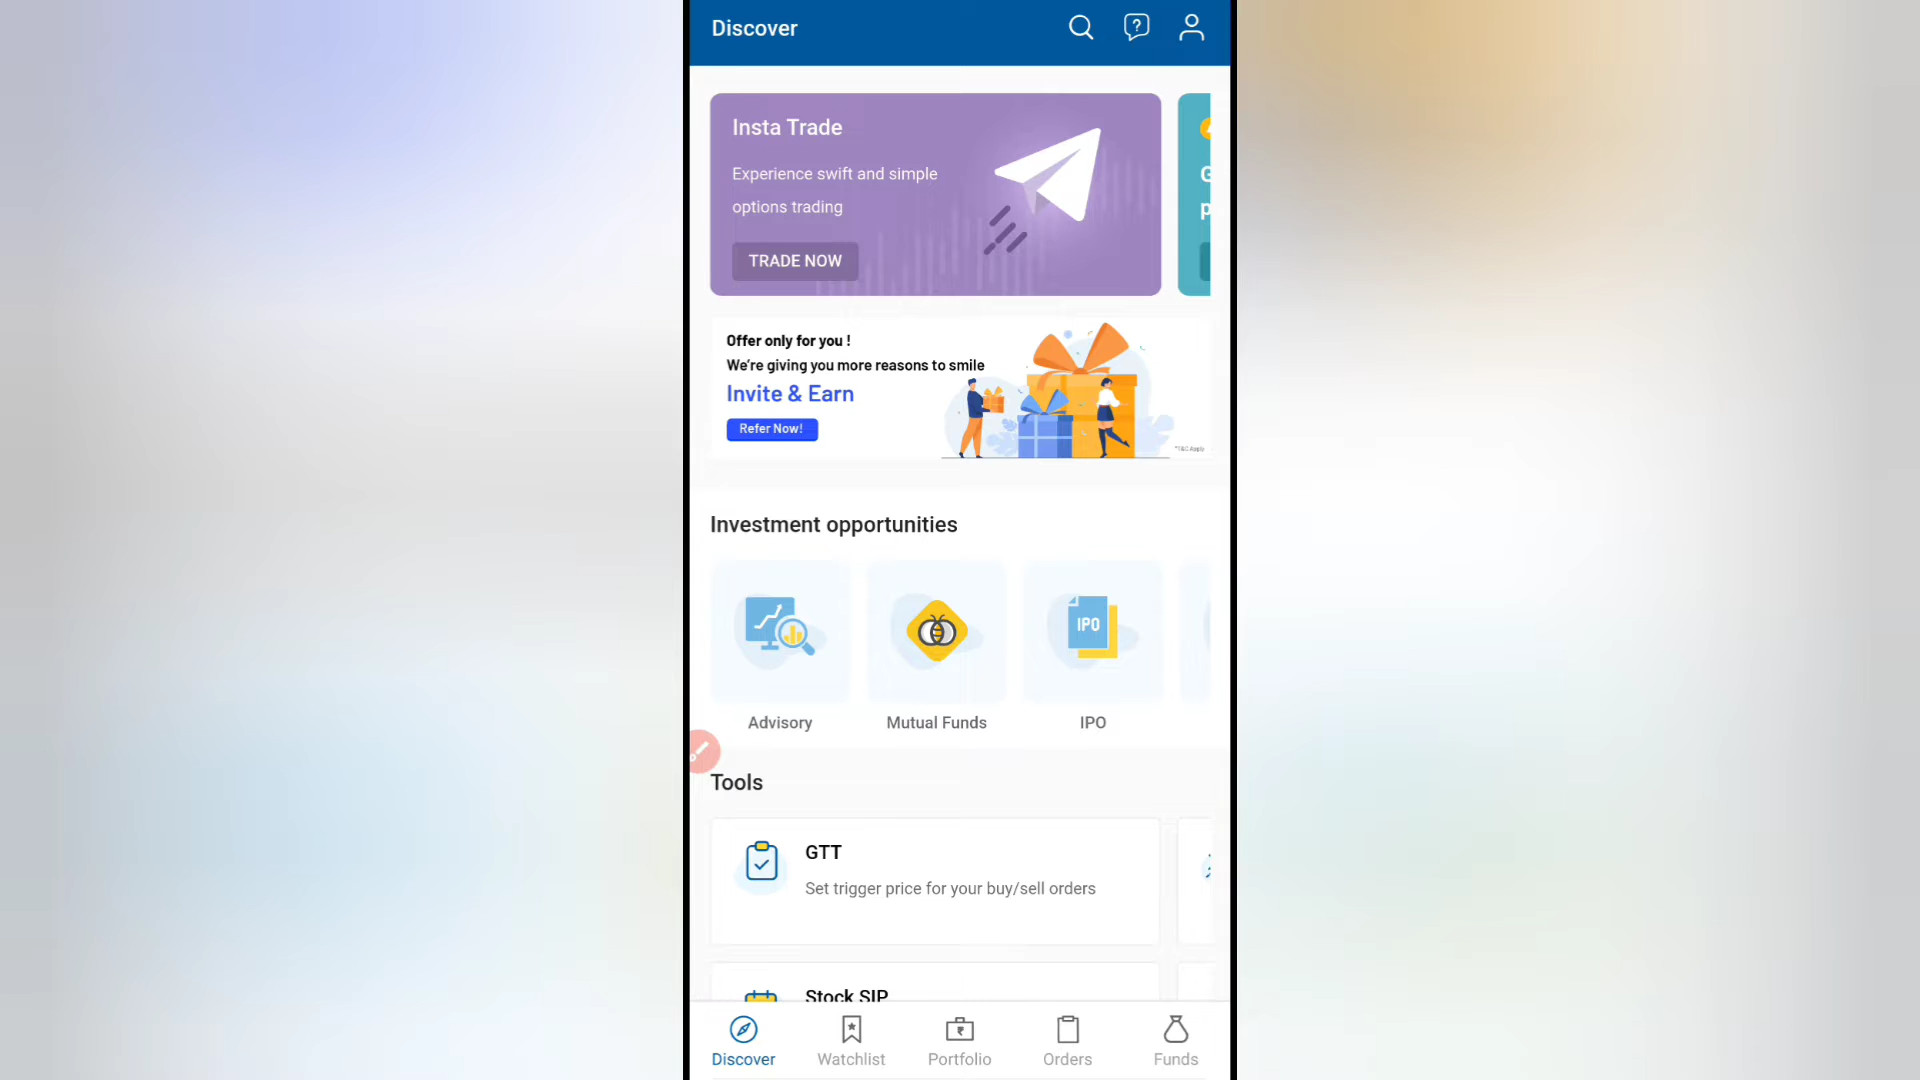 Discover
Insta Trade
Experience swift and simple
options trading
TRADE NOW
G
p
Offer only for you !
We're giving you more reasons to smile
Invite & Earn
Refer Now!
*T&C Apply
Investment opportunities
IPO
Advisory
Mutual Funds
IPO
Tools
GTT
Set trigger price for your buy/sell orders
Stock SIP
Discover
Watchlist
Portfolio
Orders
Funds